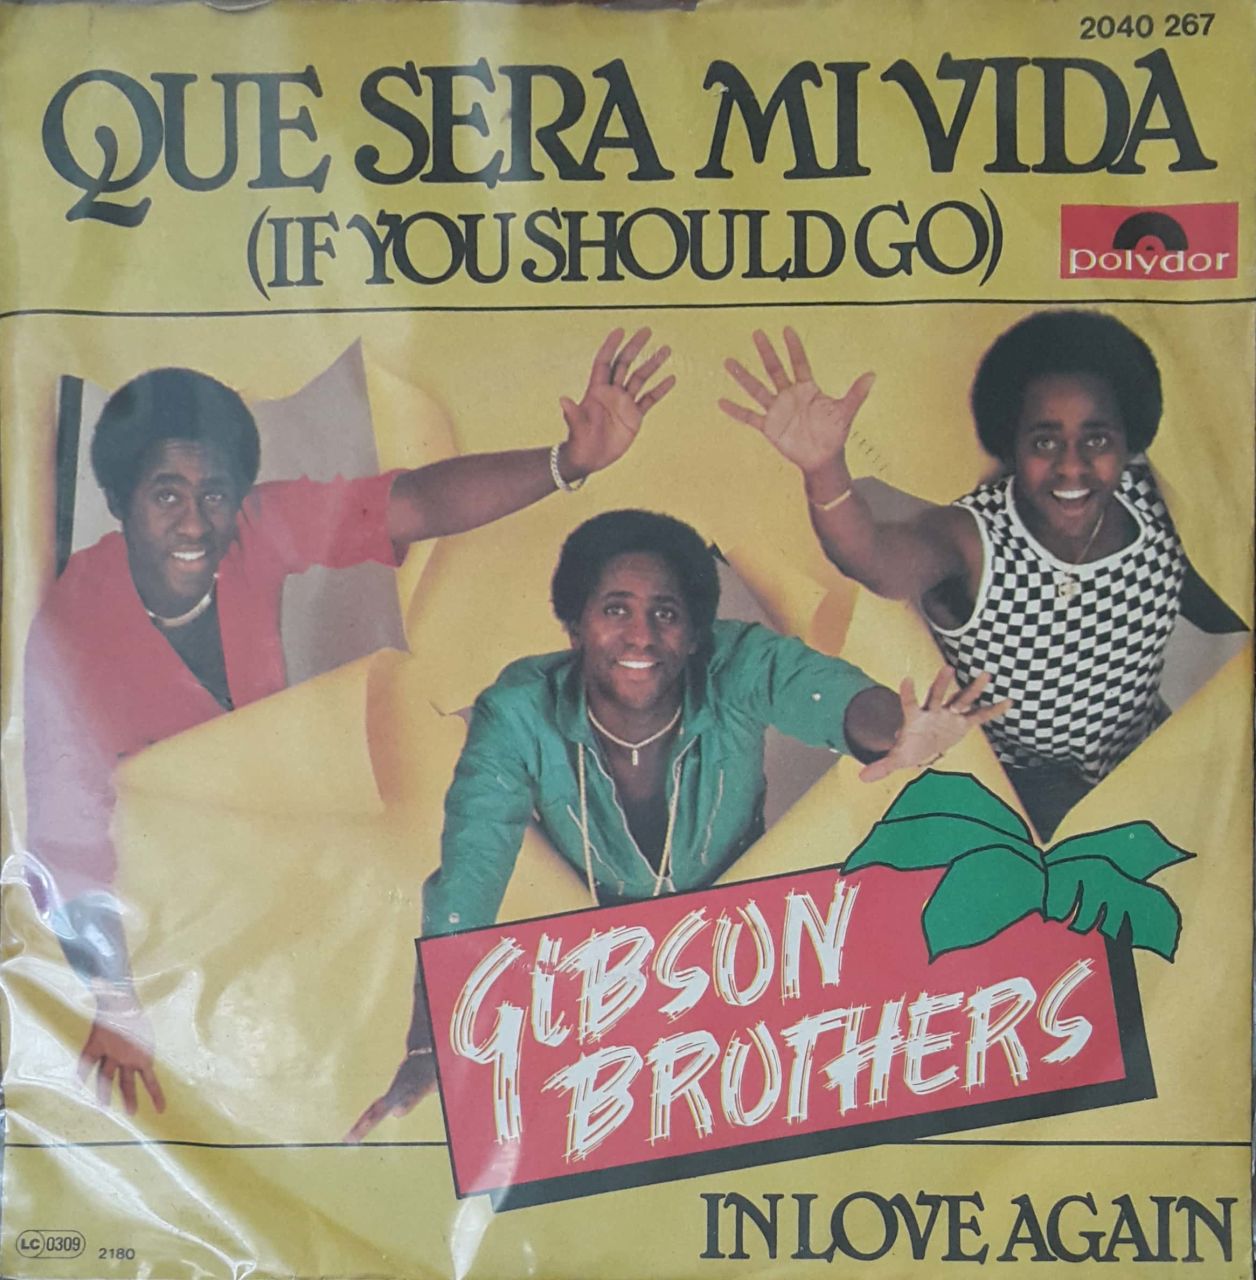 2040 267
QUE SERA MI VIDA
(IF YOU SHOULD GO)
polydor
GIBSON
BROTHERS
IN LOVE AGAIN
LC 0309
2180